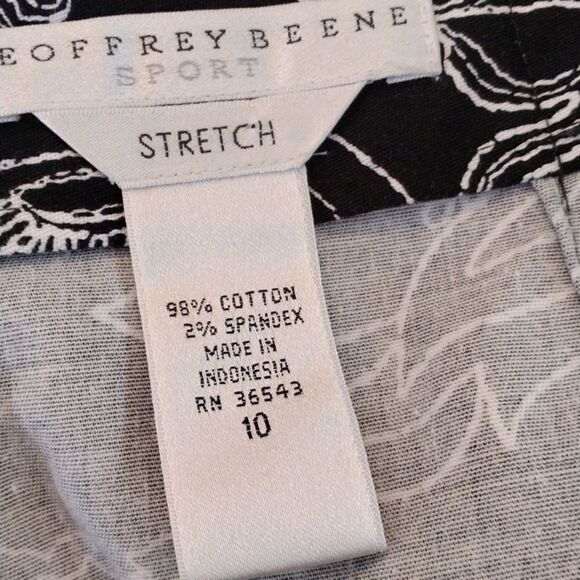 EOFFREY BEENE
SPORT
STRETCH
98% COTTON
2% SPANDEX
MADE IN
INDONESIA
RN 36543
10